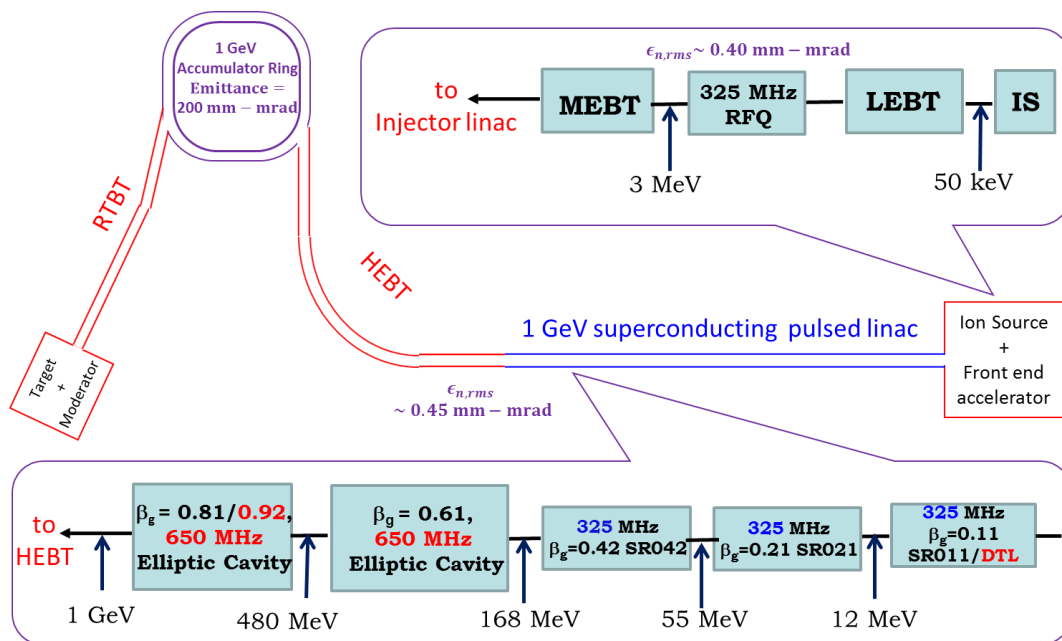 1 GeV
Accumulator Ring
Emittance =
200 mm − mrad
RTBT
HEBT
Target
+
Moderator
ϵn,rms~ 0.40 mm − mrad
to
Injector linac
MEBT
325 MHz
RFQ
LEBT
IS
3 MeV
50 keV
1 GeV superconducting pulsed linac
Ion Source
+
Front end
accelerator
ϵn,rms
~ 0.45 mm − mrad
to
HEBT
βg = 0.81/0.92,
650 MHz
Elliptic Cavity
βg = 0.61,
650 MHz
Elliptic Cavity
325 MHz
βg=0.42 SR042
325 MHz
βg=0.21 SR021
325 MHz
βg=0.11
SR011/DTL
1 GeV
480 MeV
168 MeV
55 MeV
12 MeV